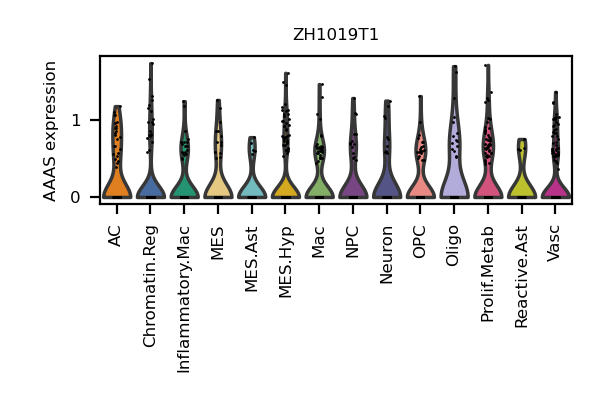 ZH1019T1
AAAS expression
1
0
AC
Chromatin.Reg
Inflammatory.Mac
MES
MES.Ast
MES.Hyp
Mac
NPC
Neuron
OPC
Oligo
Prolif.Metab
Reactive.Ast
Vasc